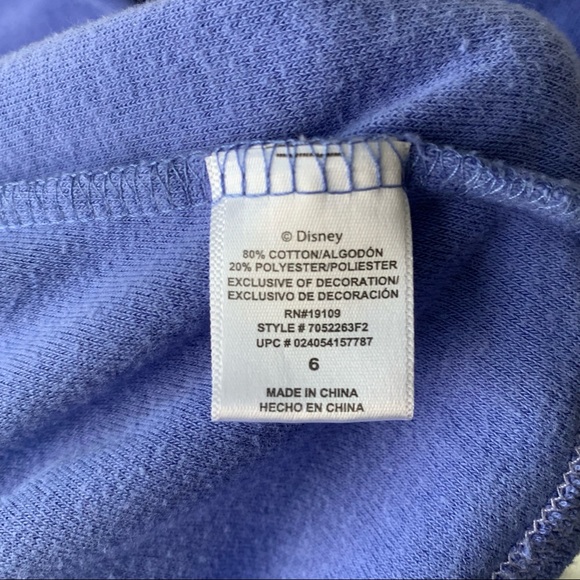 © Disney
80% COTTON/ALGODÓN
20% POLYESTER/POLIESTER
EXCLUSIVE OF DECORATION/
EXCLUSIVO DE DECORACIÓN
RN#19109
STYLE # 7052263F2
UPC # 024054157787
6
MADE IN CHINA
HECHO EN CHINA